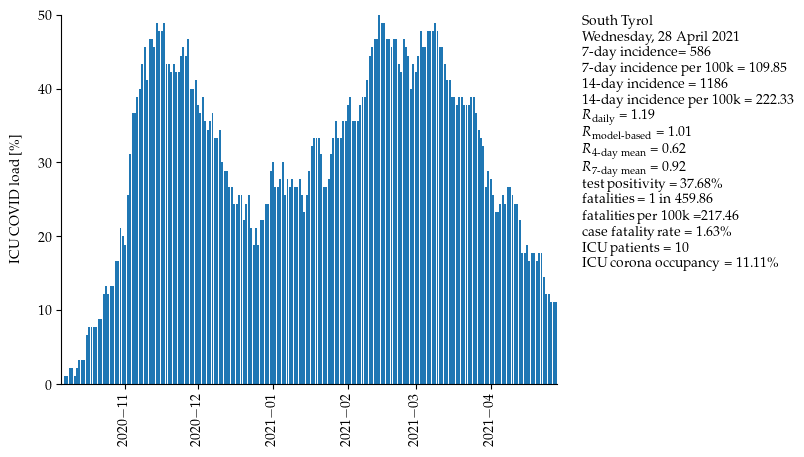 50
40
30
20
10
0
ICU COVID load [%]
2020−11
2020−12
2021−01
2021−02
2021−03
2021−04
South Tyrol
Wednesday, 28 April 2021
7-day incidence= 586
7-day incidence per 100k = 109.85
14-day incidence = 1186
14-day incidence per 100k = 222.33
Rdaily = 1.19
Rmodel-based = 1.01
R4-day mean = 0.62
R7-day mean = 0.92
test positivity = 37.68%
fatalities = 1 in 459.86
fatalities per 100k =217.46
case fatality rate = 1.63%
ICU patients = 10
ICU corona occupancy = 11.11%